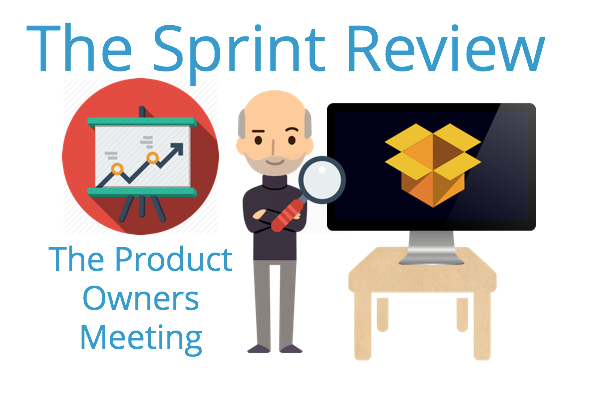 The Sprint Review
The Product
Owners
Meeting